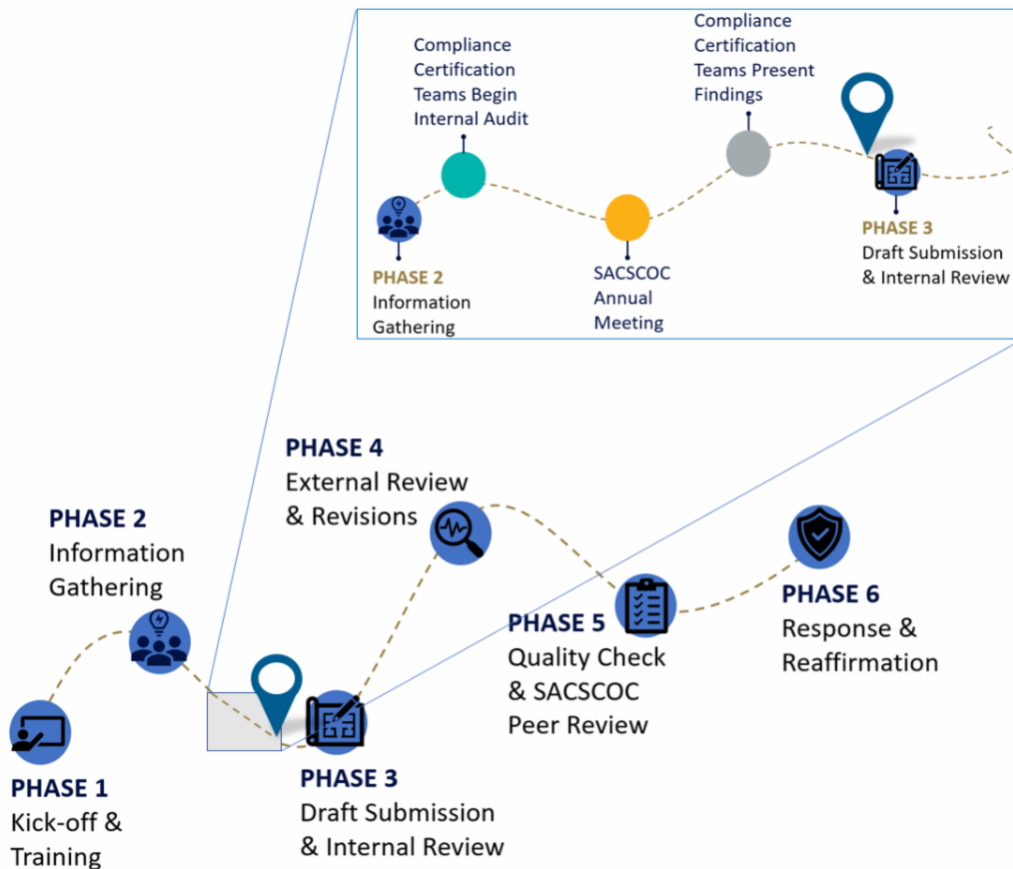 Compliance
Certification
Teams Begin
Internal Audit
Compliance
Certification
Teams Present
Findings
PHASE 2
Information
Gathering
SACSCOC
Annual
Meeting
PHASE 3
Draft Submission
& Internal Review
PHASE 1
Kick-off &
Training
PHASE 2
Information
Gathering
PHASE 3
Draft Submission
& Internal Review
PHASE 4
External Review
& Revisions
PHASE 5
Quality Check
& SACSCOC
Peer Review
PHASE 6
Response &
Reaffirmation